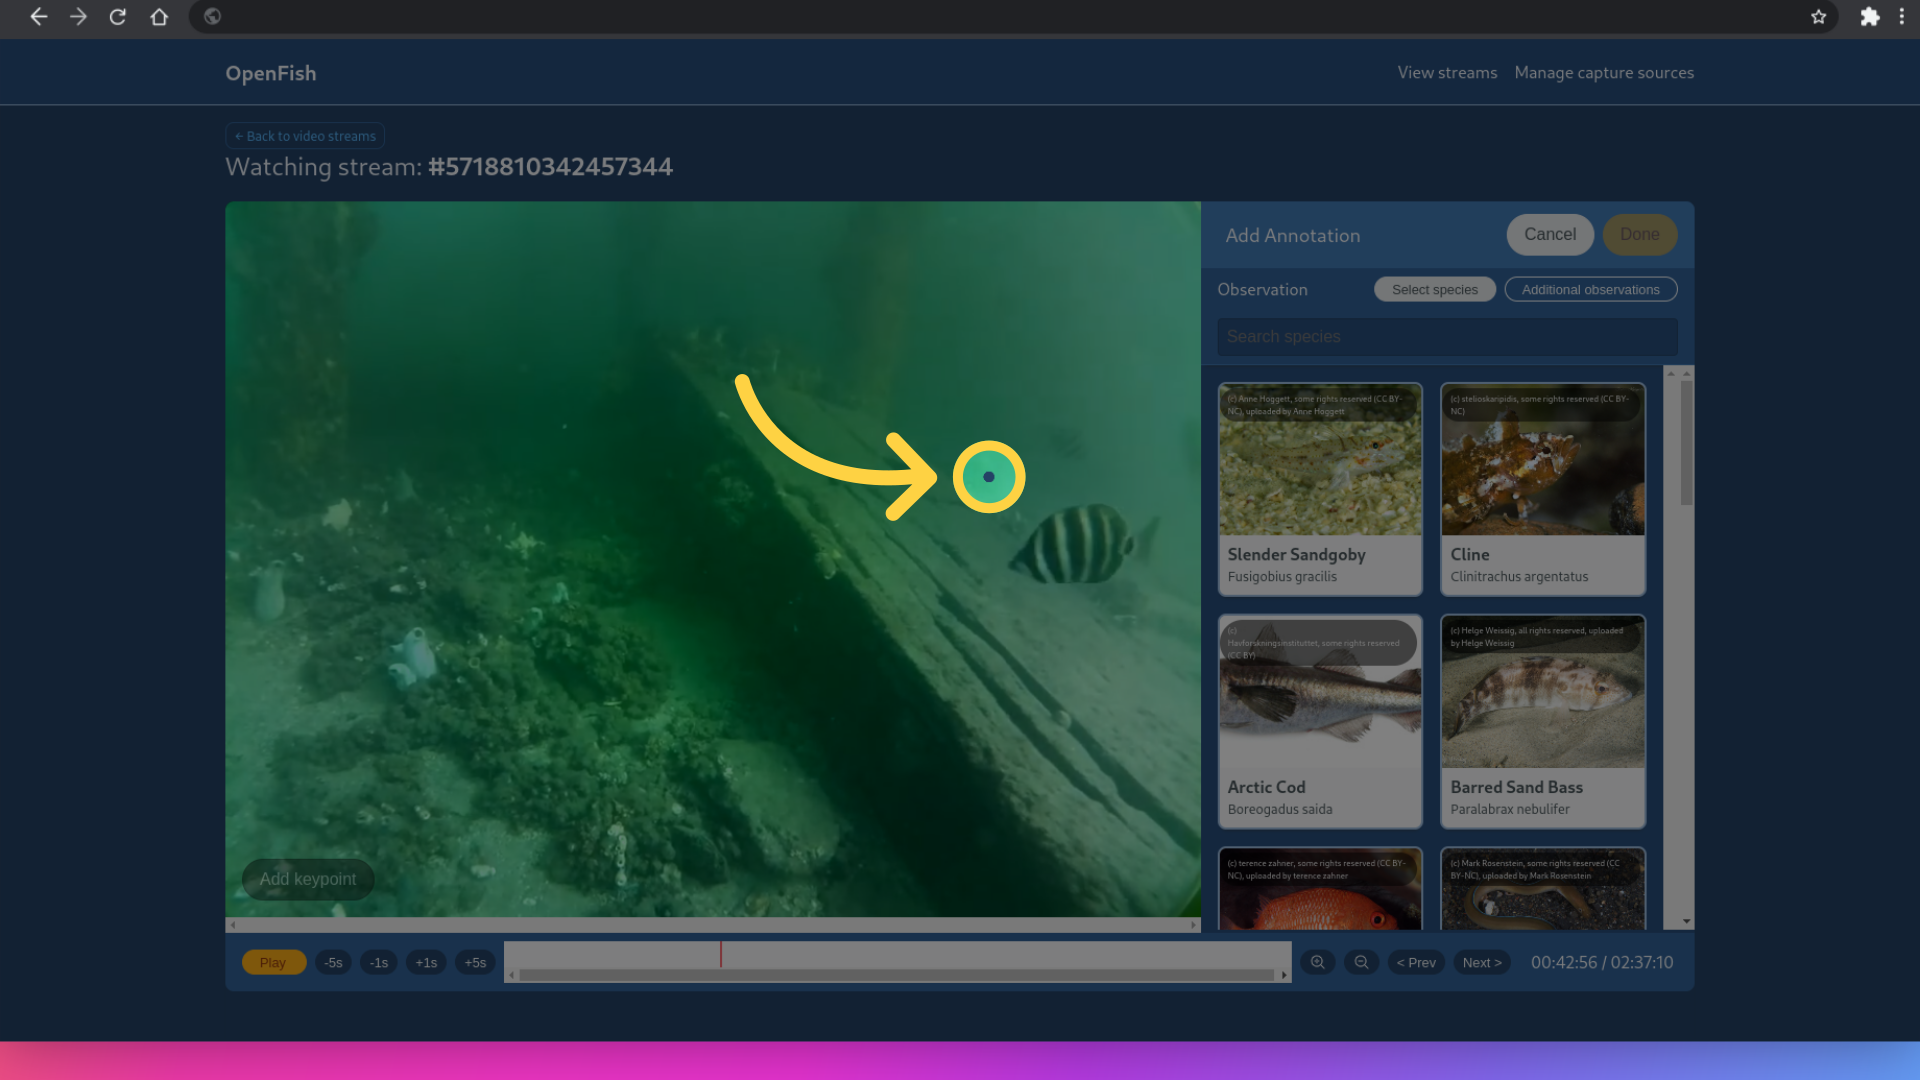 OpenFish
View streams
Manage capture sources
← Back to video streams
Watching stream: #5718810342457344
Add Annotation
Cancel
Done
Observation
Select species
Additional observations
Search species
(c) Anne Hoggett, some rights reserved (CC BY-
NC), uploaded by Anne Hoggett
Slender Sandgoby
Fusigobius gracilis
(c) stelioskaripidis, some rights reserved (CC BY-
NC)
Cline
Clinitrachus argentatus
(c)
Havforskningsinstituttet, some rights reserved
(CC BY)
Arctic Cod
Boreogadus saida
(c) Helge Weissig, all rights reserved, uploaded
by Helge Weissig
Barred Sand Bass
Paralabrax nebulifer
(c) terence zahner, some rights reserved (CC BY-
NC), uploaded by terence zahner
(c) Mark Rosenstein, some rights reserved (CC
BY-NC), uploaded by Mark Rosenstein
Add keypoint
Play
-5s
-1s
+1s
+5s
< Prev
Next >
00:42:56 / 02:37:10